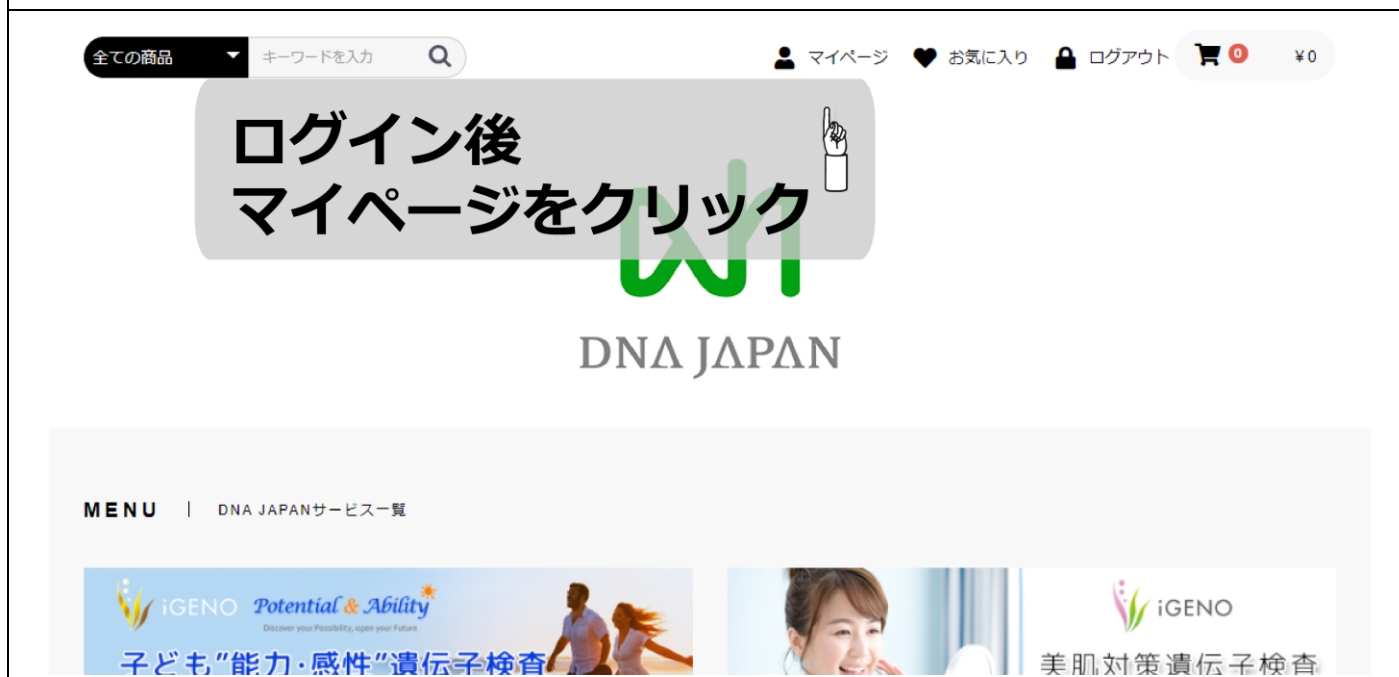 全ての商品
キーワードを入力
マイページ
お気に入り
ログアウト
0
¥0
ログイン後
マイページをクリック
DNA JAPAN
MENU
DNA JAPANサービス一覧
iGENO
Potential & Ability
Discover your Possibility, open your Future
子ども”能力・感性”遺伝子検査
iGENO
美肌対策遺伝子検査